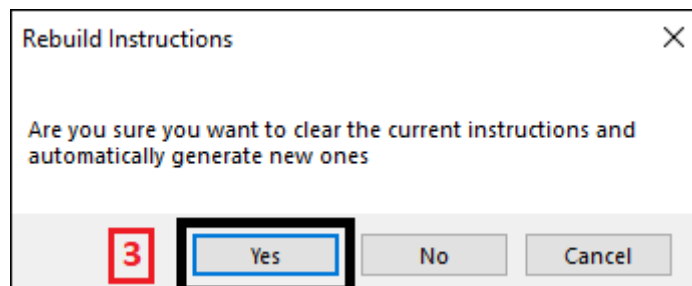 Rebuild Instructions
Are you sure you want to clear the current instructions and
automatically generate new ones
3 Yes No Cancel